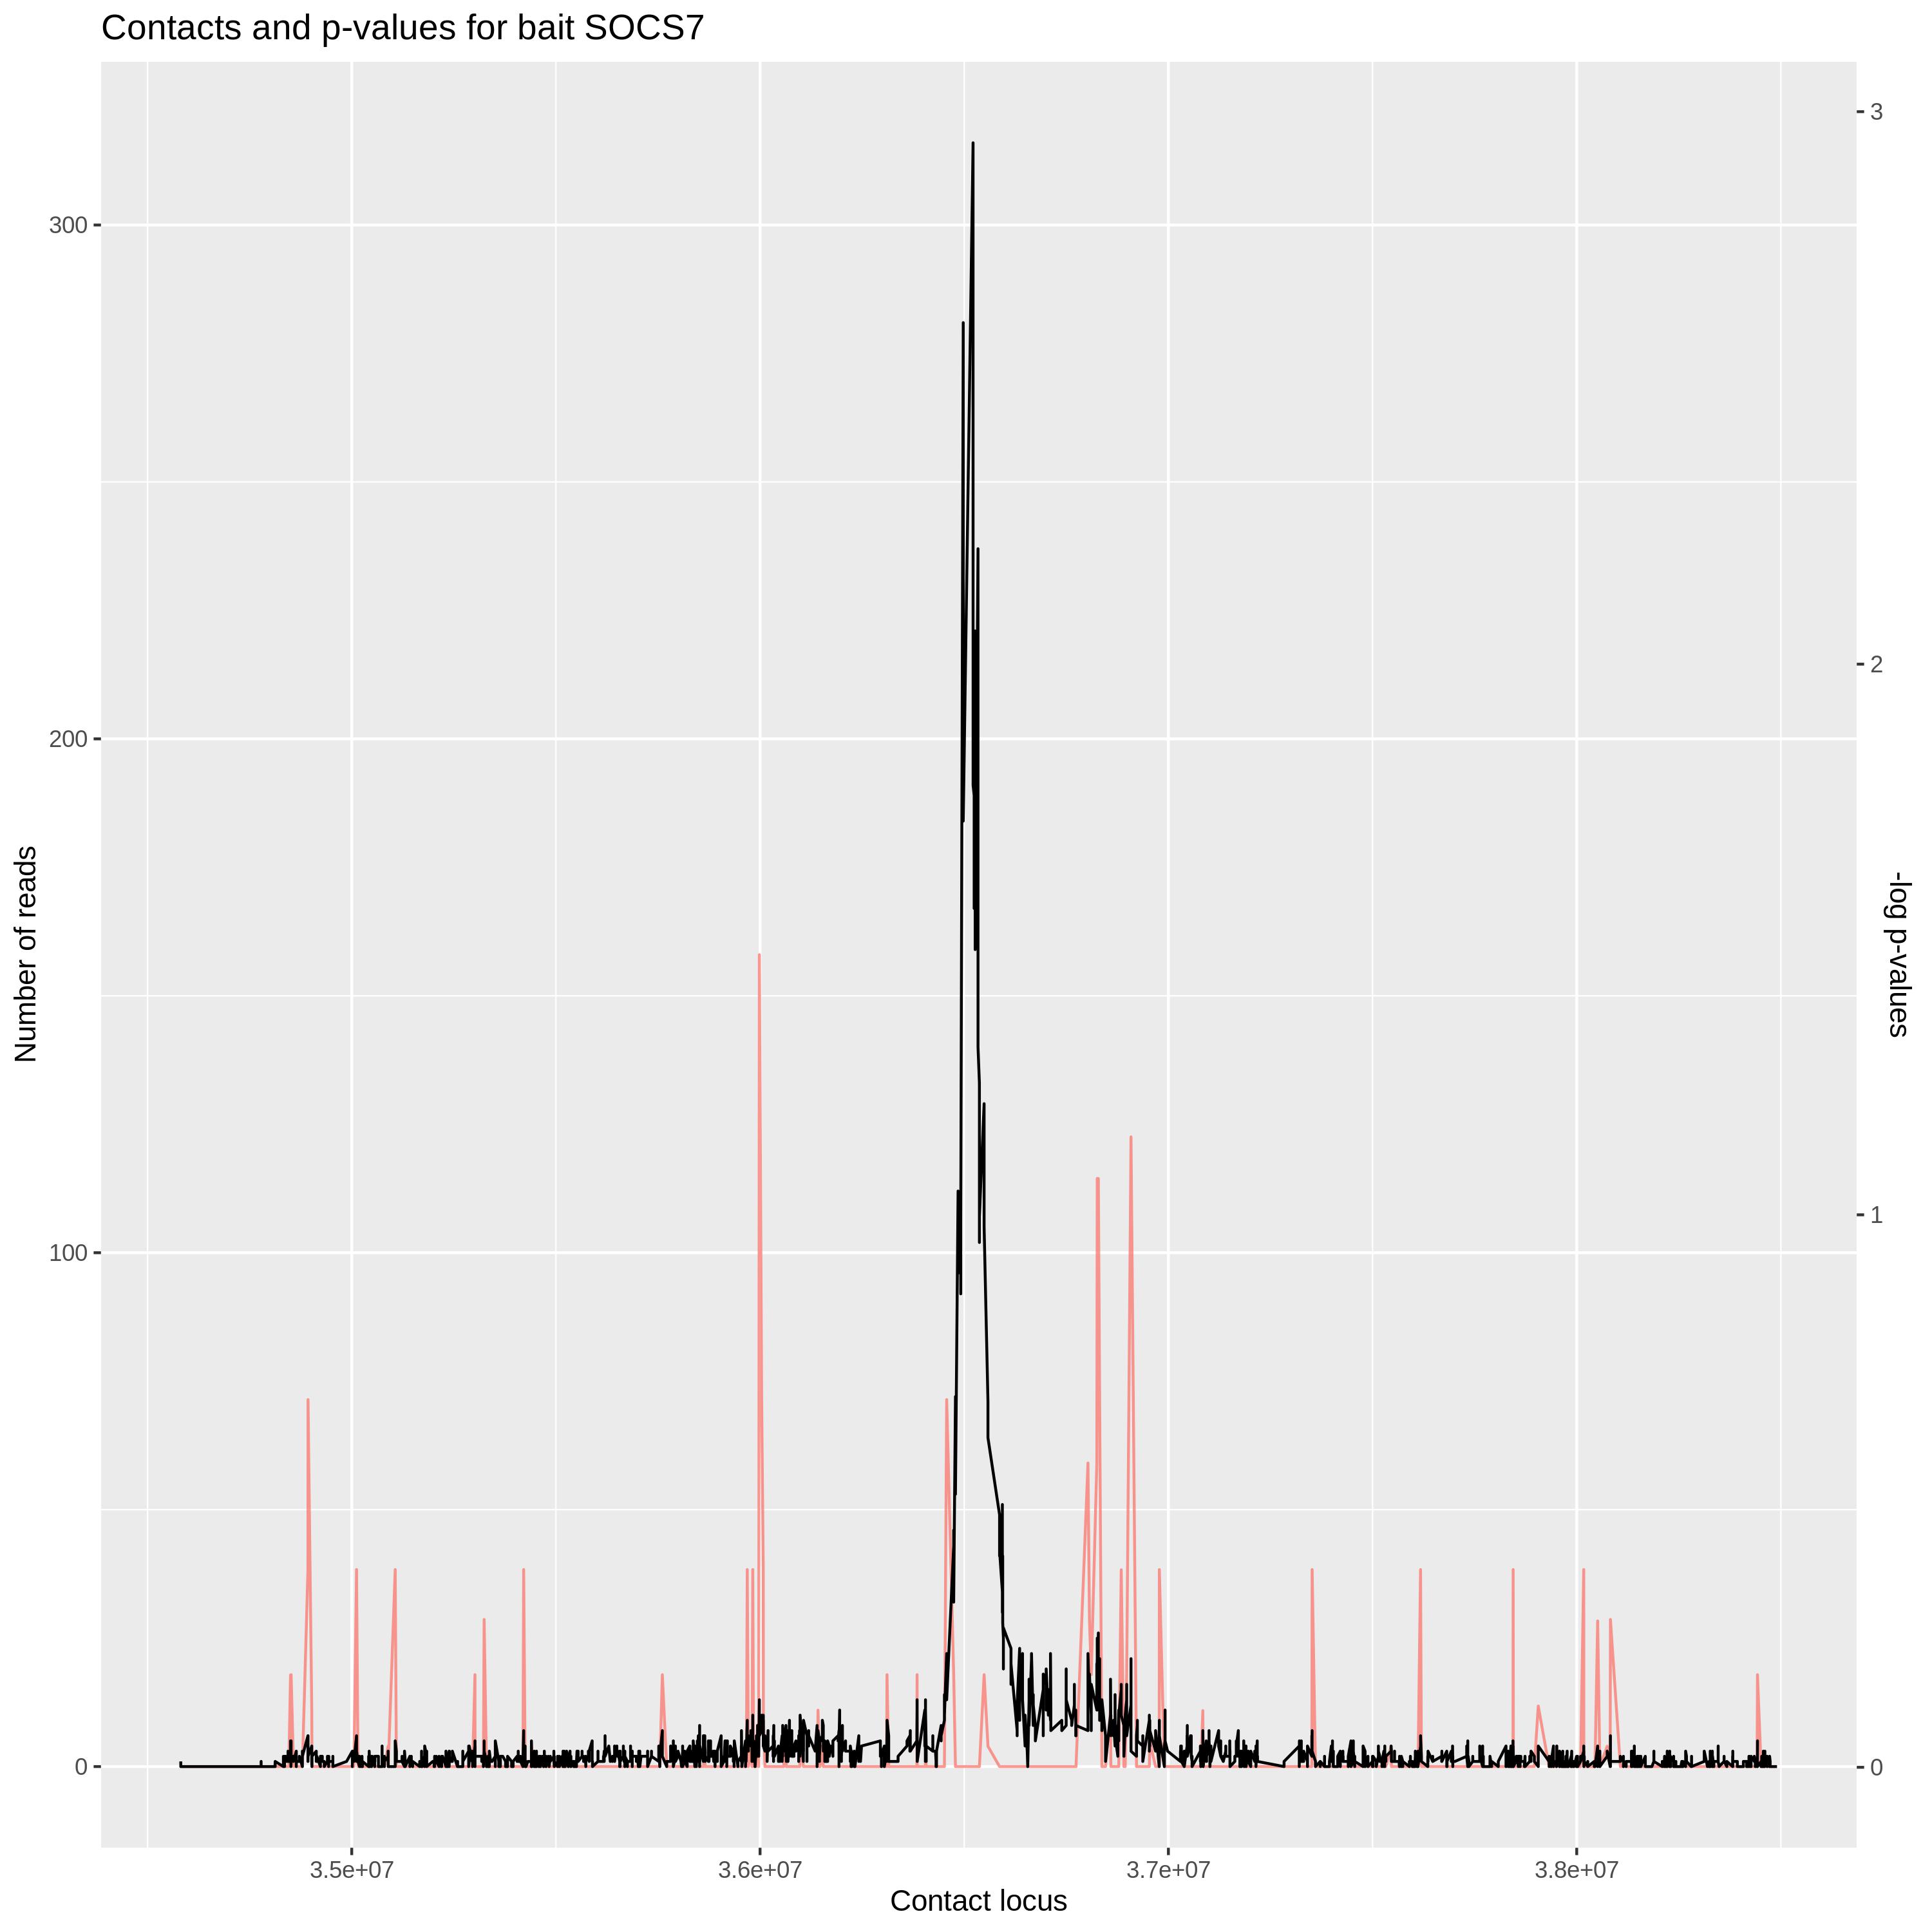 Contacts and p-values for bait SOCS7
3
300
2
200
Number of reads
-log p-values
1
100
0
0
3.5e+07 3.6e+07 3.7e+07 3.8e+07
Contact locus